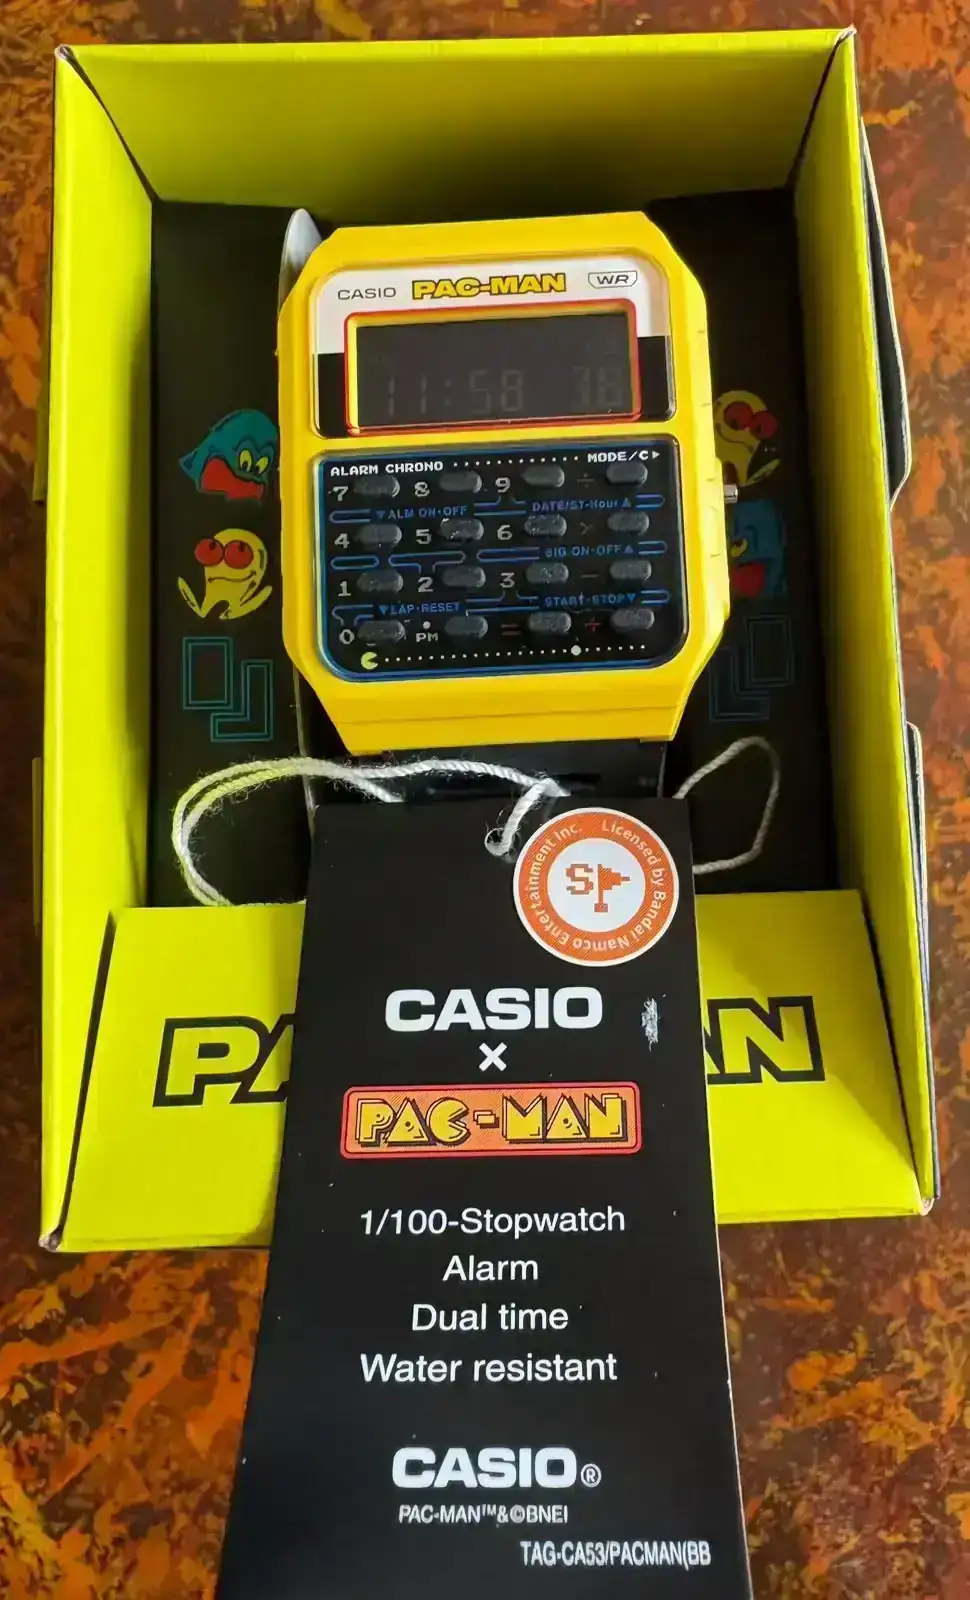 CASIO PAC-MAN WR
11:58 36
ALARM CHRONO MODE/C▶
7 8 9 ÷
▼ALM ON·OFF DATE/ST·Hour▲
4 5 6 ×
SIG ON·OFF▲
1 2 3 −
▼LAP·RESET START·STOP▼
0 • = +
PM
Licensed by Bandai Namco Entertainment Inc.
CASIO
×
PAC-MAN
1/100-Stopwatch
Alarm
Dual time
Water resistant
CASIO®
PAC-MAN™&©BNEI
TAG-CA53/PACMAN(BB
PA AN